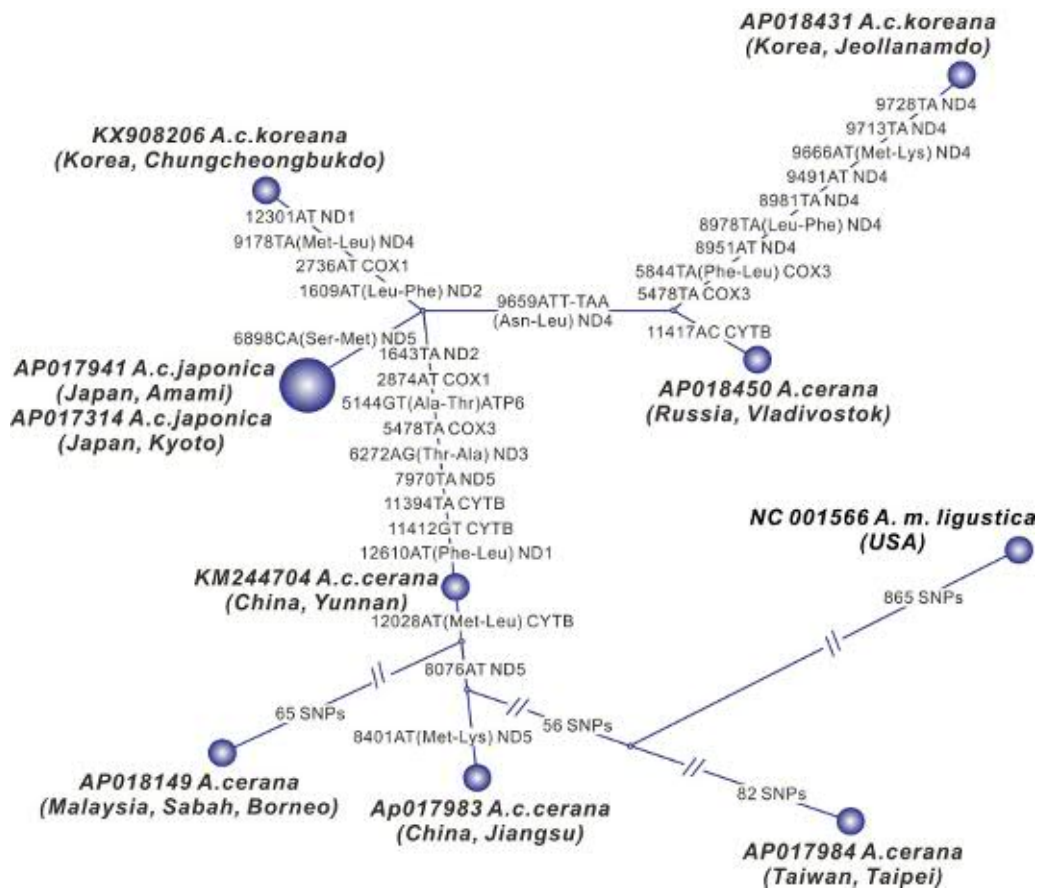 AP018431 A.c.koreana
(Korea, Jeollanamdo)
9728TA ND4
9713TA ND4
9666AT(Met-Lys) ND4
9491AT ND4
8981TA ND4
8978TA(Leu-Phe) ND4
8951AT ND4
5844TA(Phe-Leu) COX3
5478TA COX3
KX908206 A.c.koreana
(Korea, Chungcheongbukdo)
12301AT ND1
9178TA(Met-Leu) ND4
2736AT COX1
1609AT(Leu-Phe) ND2
9659ATT-TAA
(Asn-Leu) ND4
11417AC CYTB
AP018450 A.cerana
(Russia, Vladivostok)
6898CA(Ser-Met) ND5
AP017941 A.c.japonica
(Japan, Amami)
AP017314 A.c.japonica
(Japan, Kyoto)
1643TA ND2
2874AT COX1
5144GT(Ala-Thr)ATP6
5478TA COX3
6272AG(Thr-Ala) ND3
7970TA ND5
11394TA CYTB
11412GT CYTB
12610AT(Phe-Leu) ND1
KM244704 A.c.cerana
(China, Yunnan)
12028AT(Met-Leu) CYTB
8076AT ND5
NC 001566 A. m. ligustica
(USA)
865 SNPs
65 SNPs
56 SNPs
8401AT(Met-Lys) ND5
82 SNPs
AP018149 A.cerana
(Malaysia, Sabah, Borneo)
Ap017983 A.c.cerana
(China, Jiangsu)
AP017984 A.cerana
(Taiwan, Taipei)